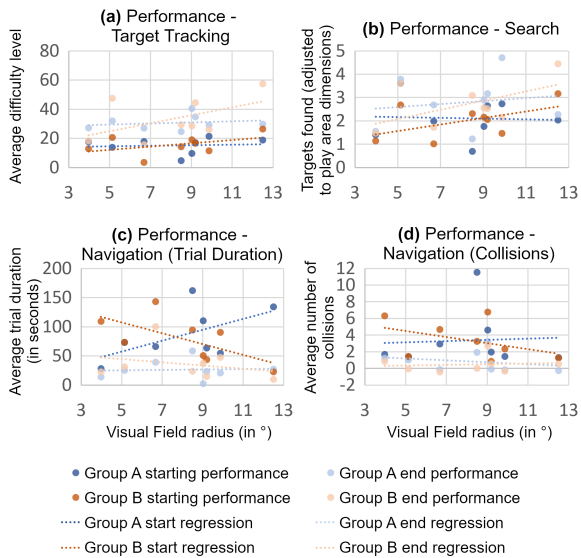 (a) Performance -
Target Tracking
Average difficulty level
80
60
40
20
0
3 5 7 9 11 13
(b) Performance - Search
Targets found (adjusted
to play area dimensions)
5
4
3
2
1
0
3 5 7 9 11 13
(c) Performance -
Navigation (Trial Duration)
Average trial duration
(in seconds)
200
150
100
50
0
3 5 7 9 11 13
Visual Field radius (in °)
(d) Performance -
Navigation (Collisions)
Average number of
collisions
12
10
8
6
4
2
0
-2
3 5 7 9 11 13
Visual Field radius (in °)
Group A starting performance
Group B starting performance
Group A start regression
Group B start regression
Group A end performance
Group B end performance
Group A end regression
Group B end regression